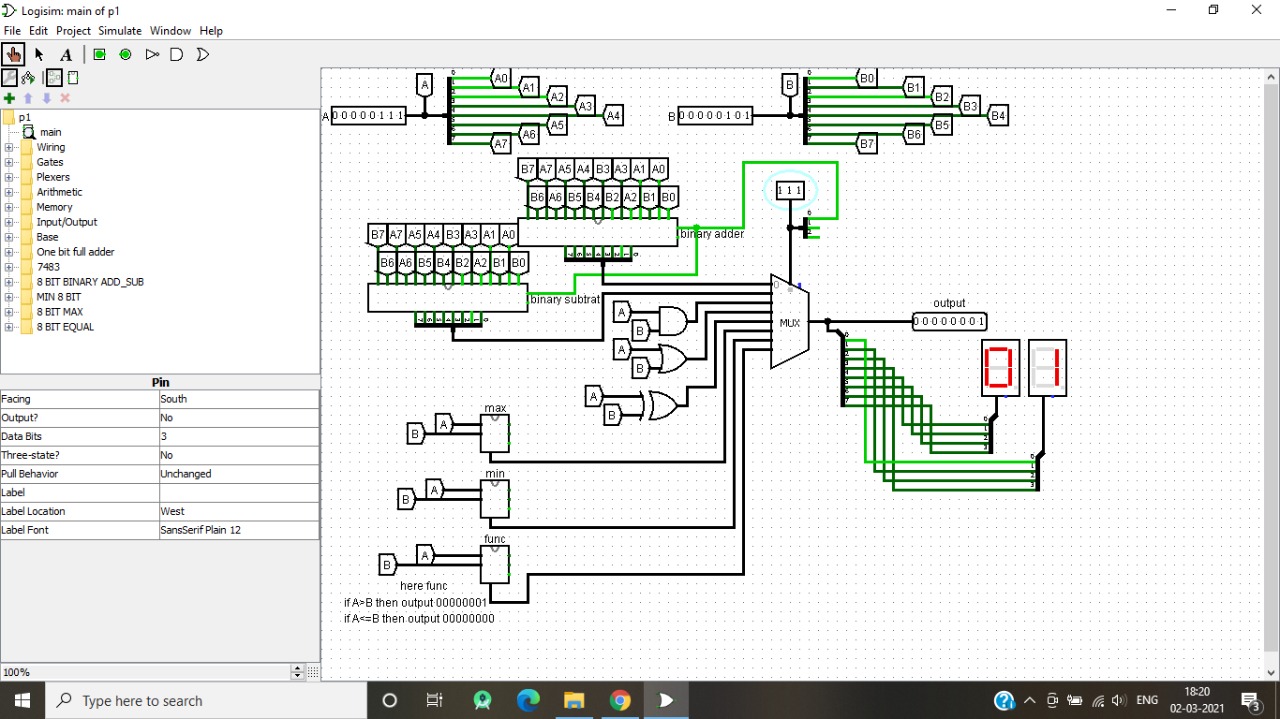 Logisim: main of p1
File Edit Project Simulate Window Help
A
p1
main
Wiring
Gates
Plexers
Arithmetic
Memory
Input/Output
Base
One bit full adder
7483
8 BIT BINARY ADD_SUB
MIN 8 BIT
8 BIT MAX
8 BIT EQUAL
Pin
Facing South
Output? No
Data Bits 3
Three-state? No
Pull Behavior Unchanged
Label
Label Location West
Label Font SansSerif Plain 12
100%
A A0 A1 A2 A3 A4 A5 A6 A7
A 0 0 0 0 0 1 1 1
B B0 B1 B2 B3 B4 B5 B6 B7
B 0 0 0 0 0 1 0 1
B7 A7 A5 A4 B3 A3 A1 A0
B6 A6 B5 B4 B2 A2 B1 B0
binary adder
1 1 1
B7 A7 A5 A4 B3 A3 A1 A0
B6 A6 B5 B4 B2 A2 B1 B0
binary subtrat
A
B
A
B
A
B
0
MUX
output
0 0 0 0 0 0 0 1
0 1
max
A
B
min
A
B
func
A
B
here func
if A>B then output 00000001
if A<=B then output 00000000
Type here to search
ENG
18:20
02-03-2021
3